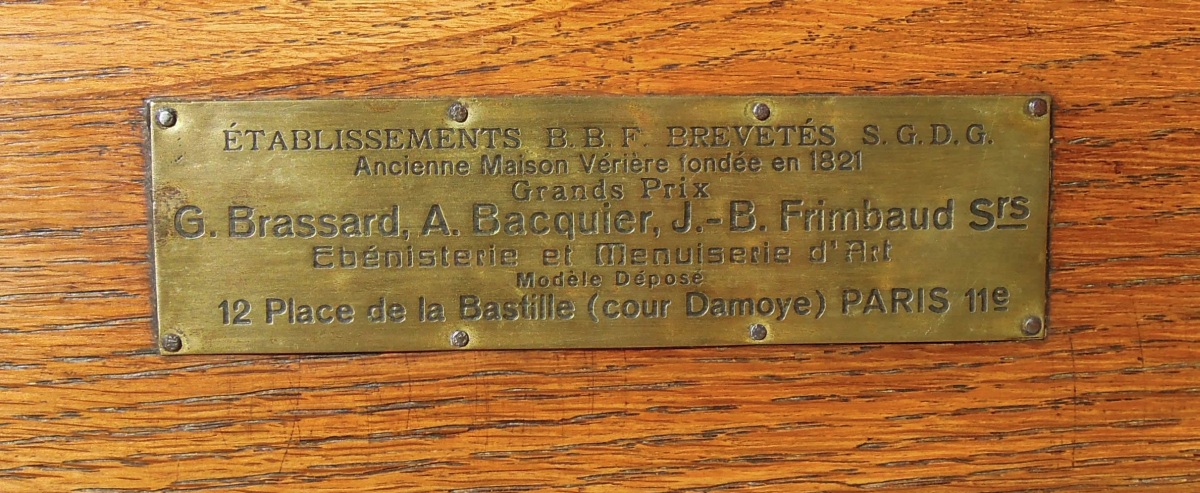 ÉTABLISSEMENTS B. B. F. BREVETÉS S. G. D. G.
Ancienne Maison Vérière fondée en 1821
Grands Prix
G. Brassard, A. Bacquier, J.-B. Frimbaud Srs
Ebénisterie et Menuiserie d'Art
Modèle Déposé
12 Place de la Bastille (cour Damoye) PARIS 11e